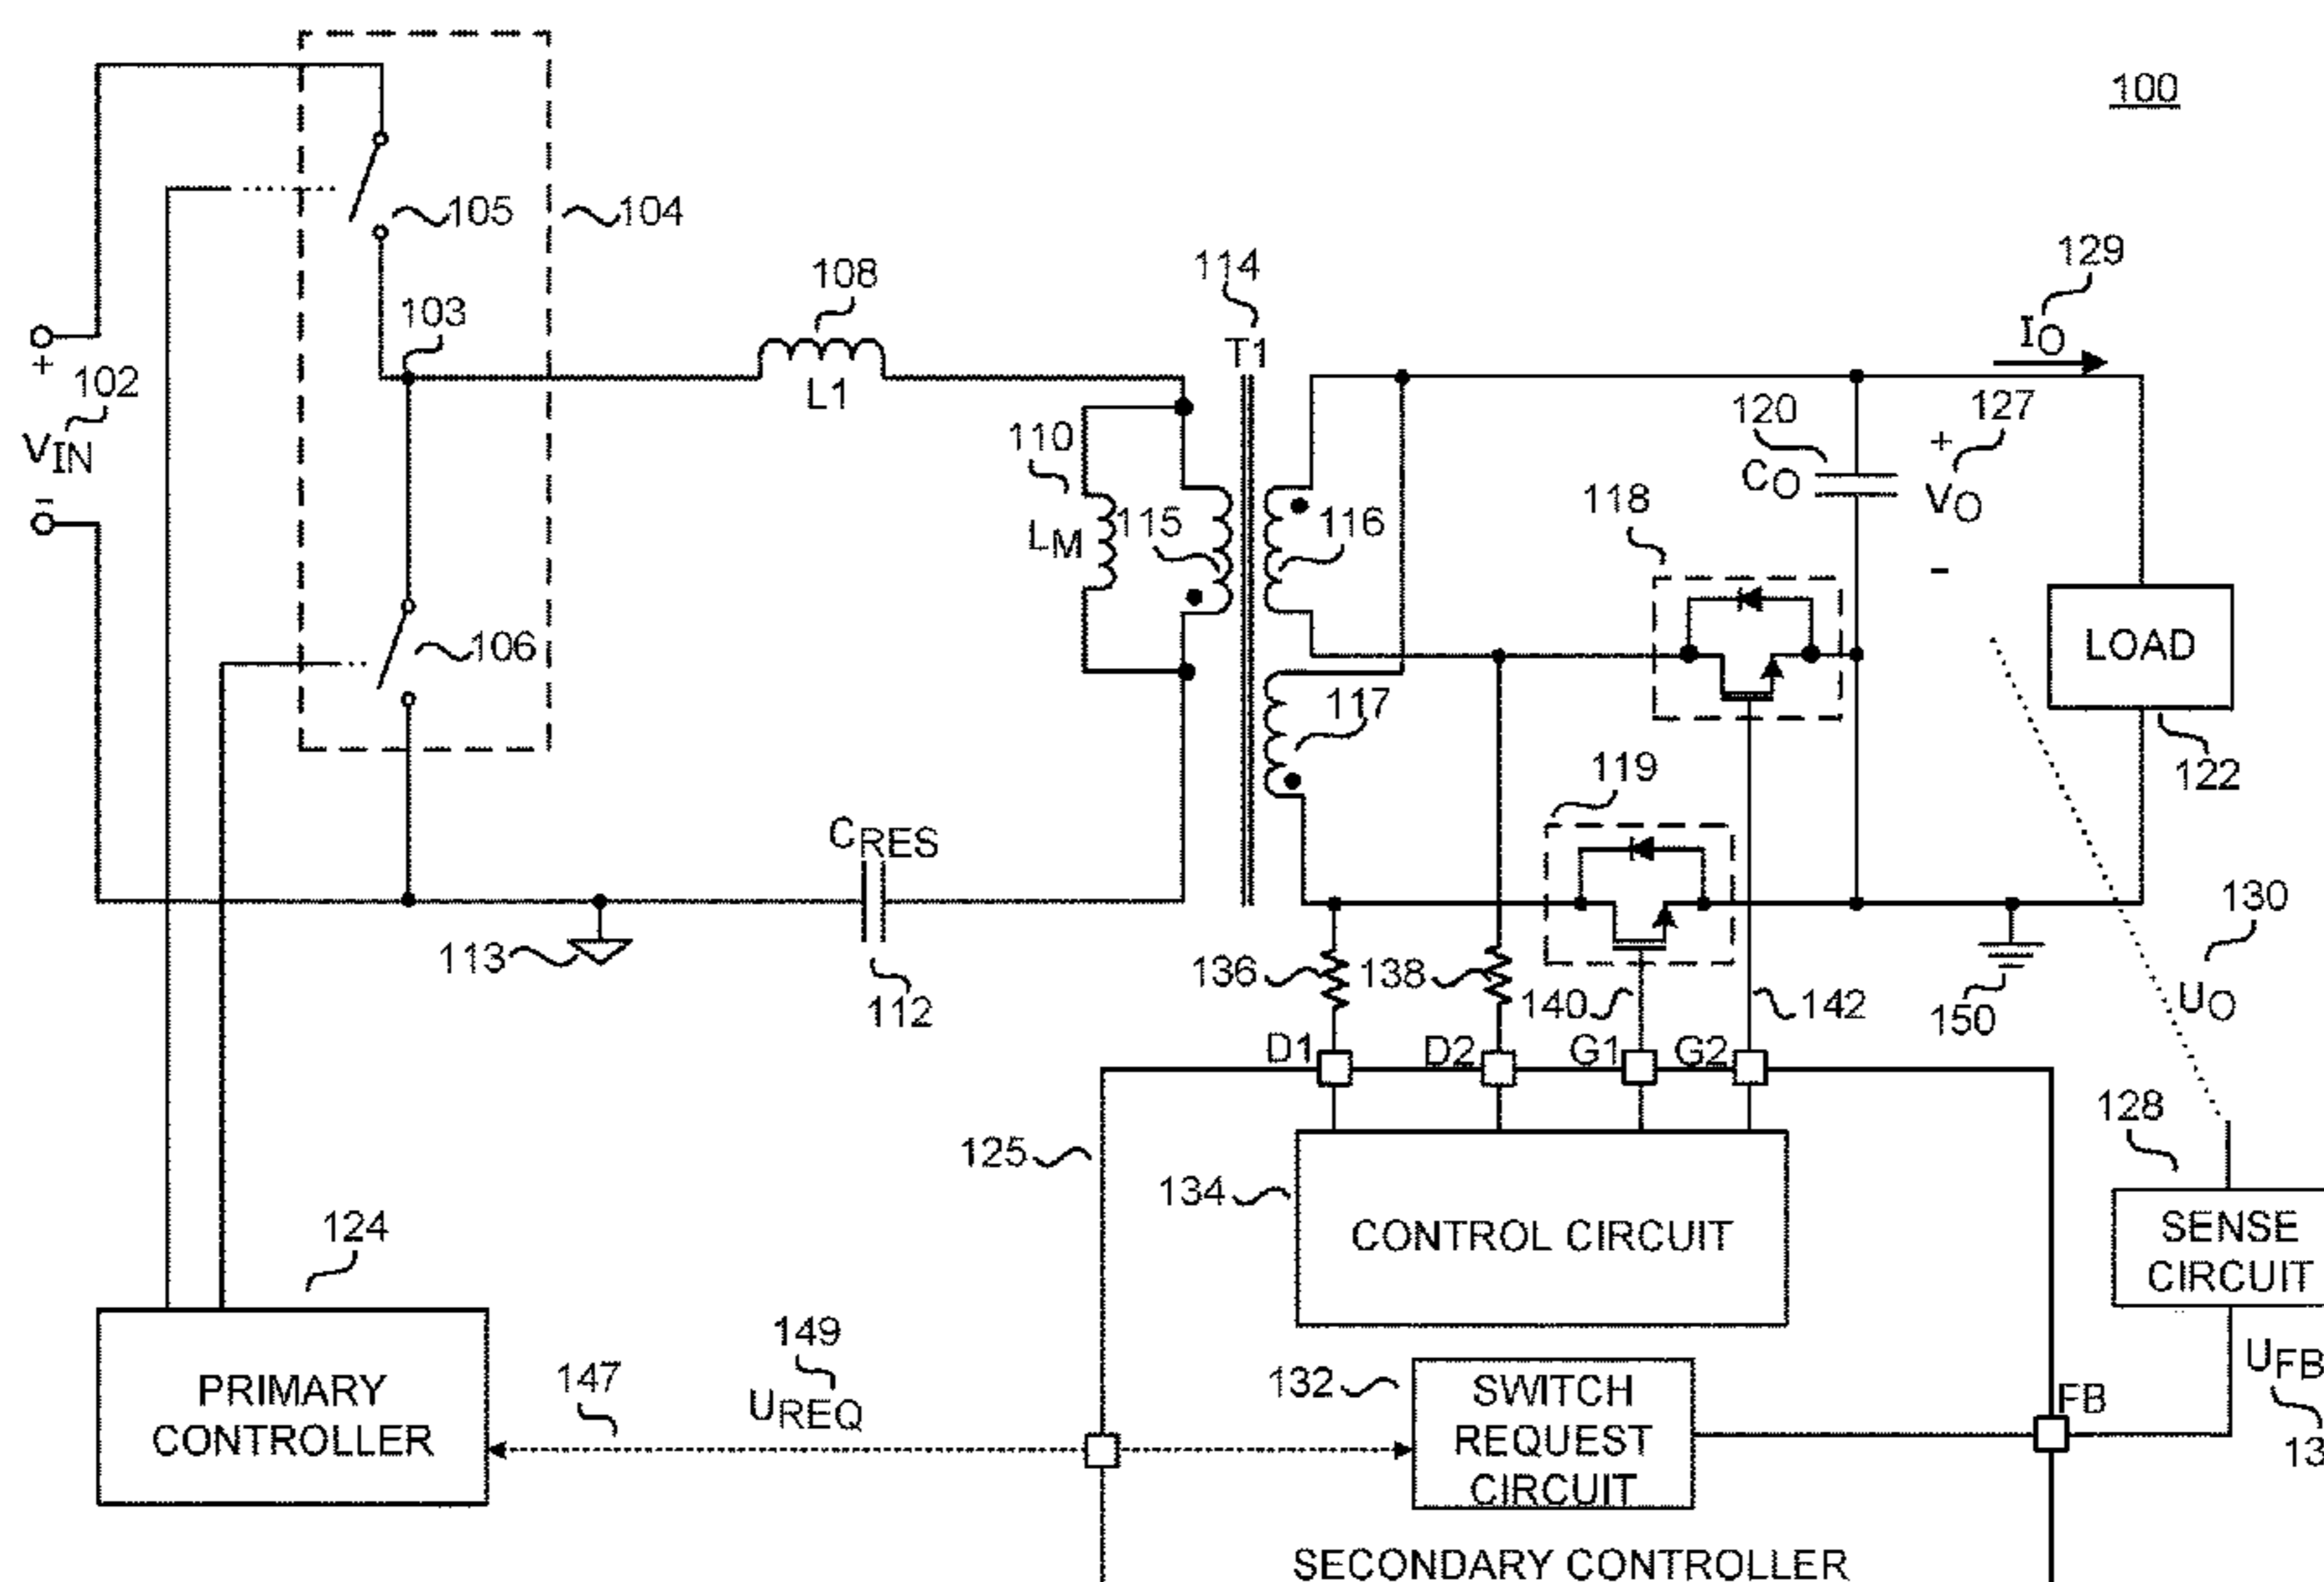 100
105
104
103
108
L1
114
T1
129
IO
+
102
VIN
-
110
LM
115
116
120
CO
+
127
VO
-
118
LOAD
122
106
117
119
CRES
113
112
136
138
140
142
150
130
UO
D1
D2
G1
G2
125
134
CONTROL CIRCUIT
128
SENSE
CIRCUIT
124
PRIMARY
CONTROLLER
147
149
UREQ
132
SWITCH
REQUEST
CIRCUIT
FB
UFB
SECONDARY CONTROLLER